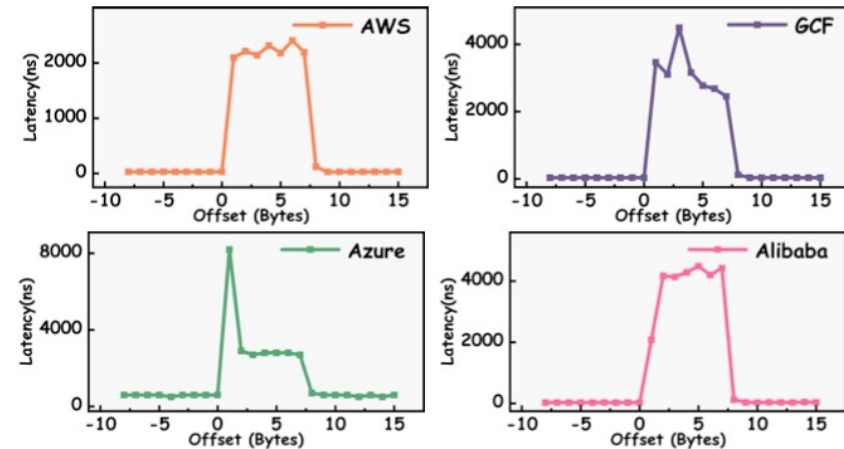 AWS
Latency(ns)
2000
1000
0
-10 -5 0 5 10 15
Offset (Bytes)
GCF
Latency(ns)
4000
2000
0
-10 -5 0 5 10 15
Offset (Bytes)
Azure
Latency(ns)
8000
4000
0
-10 -5 0 5 10 15
Offset (Bytes)
Alibaba
Latency(ns)
4000
2000
0
-10 -5 0 5 10 15
Offset (Bytes)